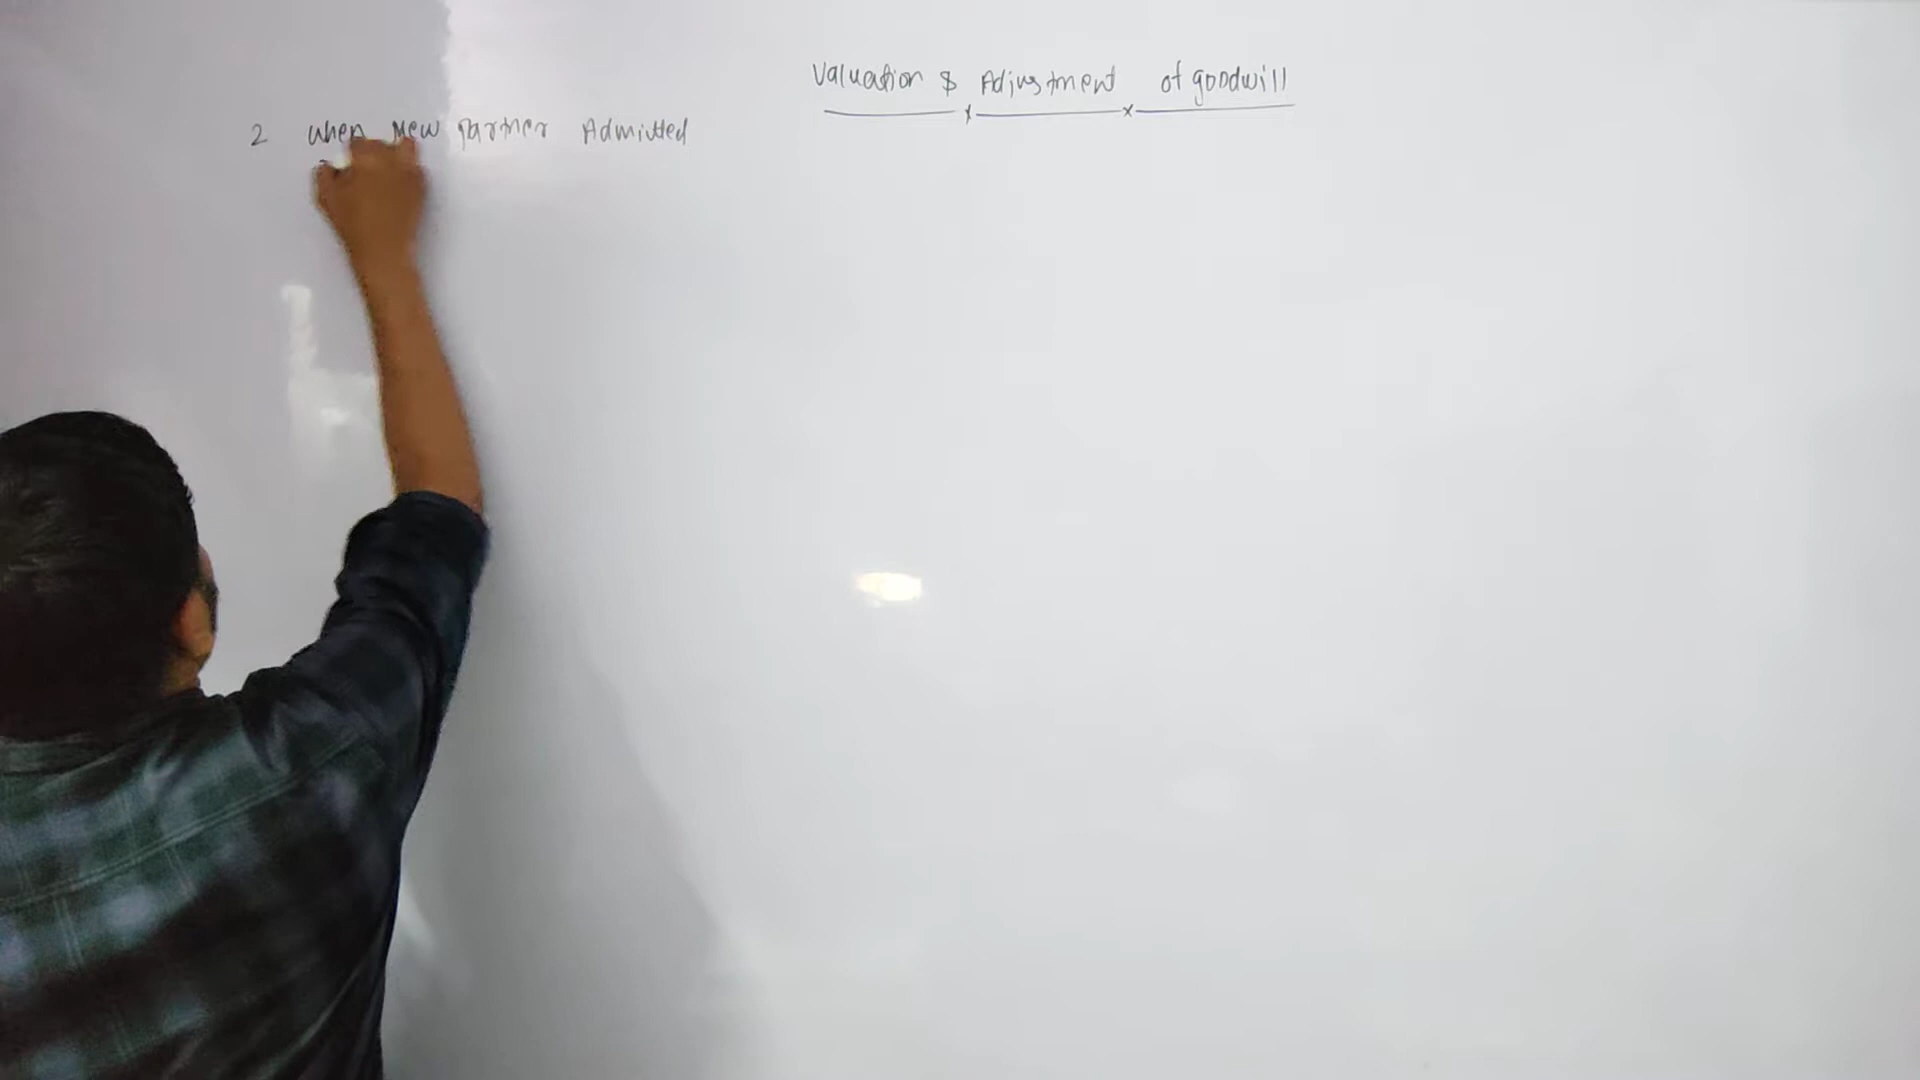 Valuation & Adjustment of goodwill
2 when New partner Admitted